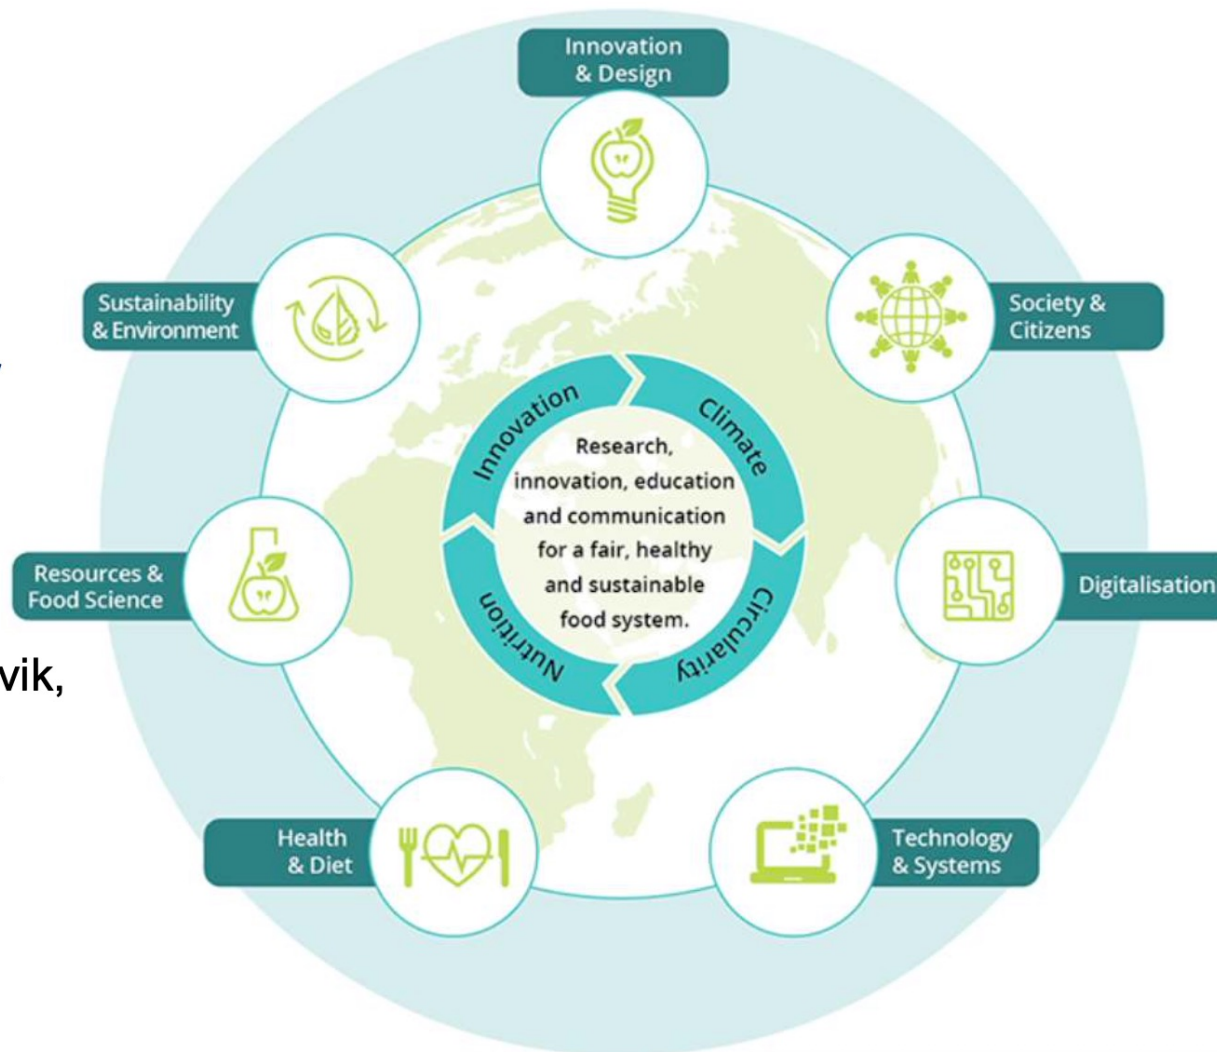 Innovation
& Design
Sustainability
& Environment
Society &
Citizens
Innovation
Climate
Research,
innovation, education
and communication
for a fair, healthy
and sustainable
food system.
Resources &
Food Science
Digitalisation
Nutrition
Circularity
vik,
Health
& Diet
Technology
& Systems